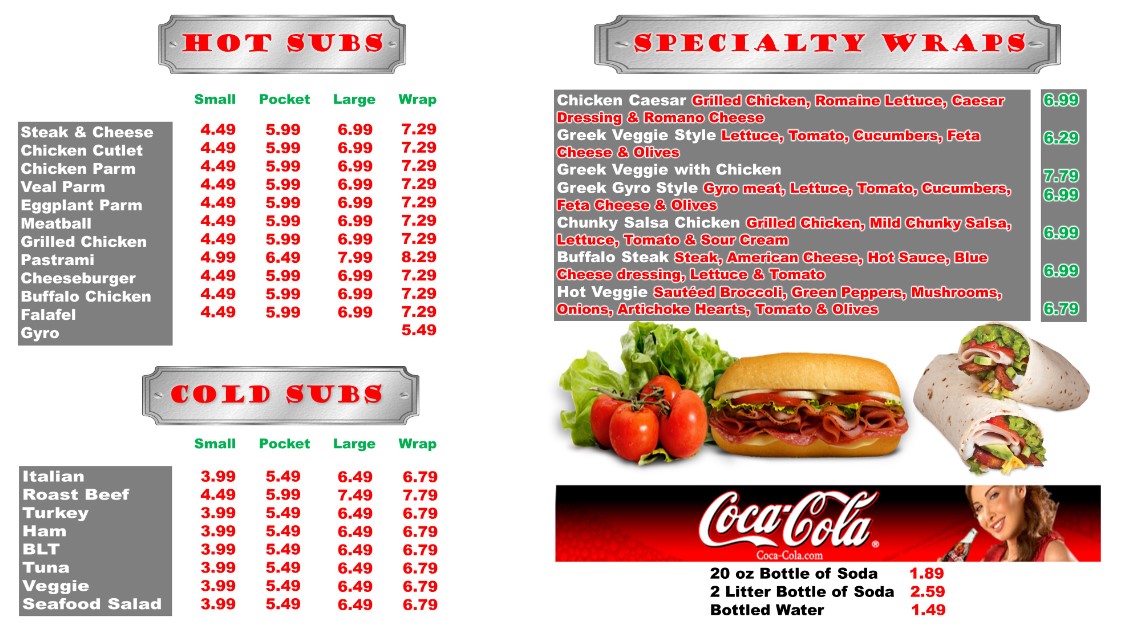 HOT SUBS
Small Pocket Large Wrap
Steak & Cheese 4.49 5.99 6.99 7.29
Chicken Cutlet 4.49 5.99 6.99 7.29
Chicken Parm 4.49 5.99 6.99 7.29
Veal Parm 4.49 5.99 6.99 7.29
Eggplant Parm 4.49 5.99 6.99 7.29
Meatball 4.49 5.99 6.99 7.29
Grilled Chicken 4.49 5.99 6.99 7.29
Pastrami 4.99 6.49 7.99 8.29
Cheeseburger 4.49 5.99 6.99 7.29
Buffalo Chicken 4.49 5.99 6.99 7.29
Falafel 4.49 5.99 6.99 7.29
Gyro 5.49
COLD SUBS
Small Pocket Large Wrap
Italian 3.99 5.49 6.49 6.79
Roast Beef 4.49 5.99 7.49 7.79
Turkey 3.99 5.49 6.49 6.79
Ham 3.99 5.49 6.49 6.79
BLT 3.99 5.49 6.49 6.79
Tuna 3.99 5.49 6.49 6.79
Veggie 3.99 5.49 6.49 6.79
Seafood Salad 3.99 5.49 6.49 6.79
SPECIALTY WRAPS
Chicken Caesar Grilled Chicken, Romaine Lettuce, Caesar 6.99
Dressing & Romano Cheese
Greek Veggie Style Lettuce, Tomato, Cucumbers, Feta 6.29
Cheese & Olives
Greek Veggie with Chicken 7.79
Greek Gyro Style Gyro meat, Lettuce, Tomato, Cucumbers, 6.99
Feta Cheese & Olives
Chunky Salsa Chicken Grilled Chicken, Mild Chunky Salsa, 6.99
Lettuce, Tomato & Sour Cream
Buffalo Steak Steak, American Cheese, Hot Sauce, Blue
Cheese dressing, Lettuce & Tomato 6.99
Hot Veggie Sautéed Broccoli, Green Peppers, Mushrooms,
Onions, Artichoke Hearts, Tomato & Olives 6.79
Coca-Cola®
Coca-Cola.com
20 oz Bottle of Soda 1.89
2 Litter Bottle of Soda 2.59
Bottled Water 1.49